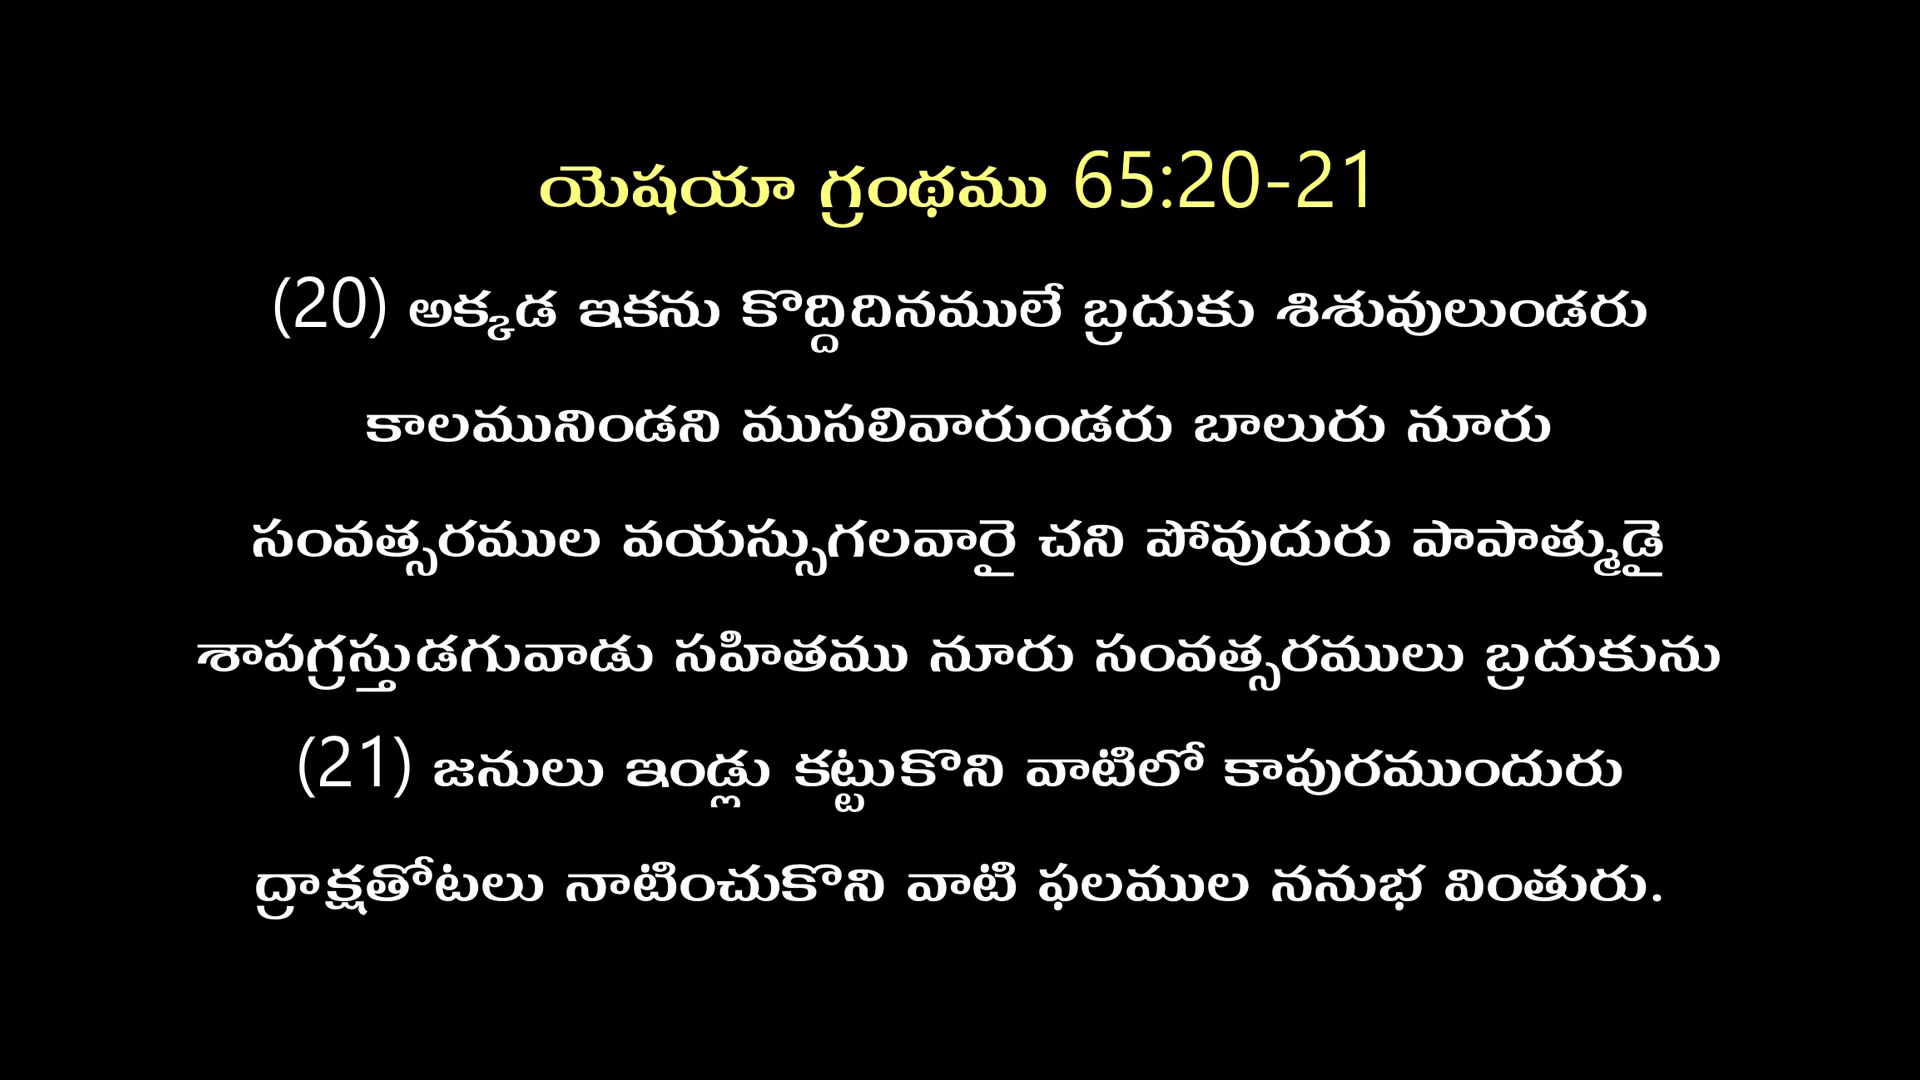 యెషయా గ్రంథము 65:20-21
(20) అక్కడ ఇకను కొద్దిదినములే బ్రదుకు శిశువులుండరు
కాలమునిండని ముసలివారుండరు బాలురు నూరు
సంవత్సరముల వయస్సుగలవారై చని పోవుదురు పాపాత్ముడై
శాపగ్రస్తుడగువాడు సహితము నూరు సంవత్సరములు బ్రదుకును
(21) జనులు ఇండ్లు కట్టుకొని వాటిలో కాపురముందురు
ద్రాక్షతోటలు నాటించుకొని వాటి ఫలముల ననుభ వింతురు.